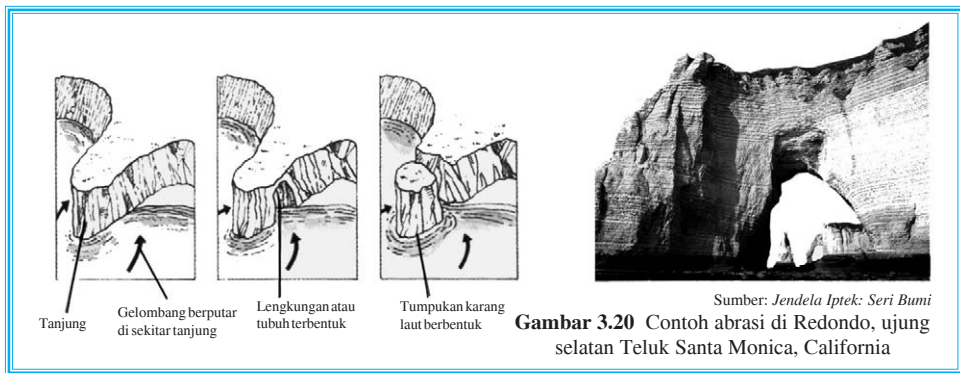 Tanjung
Gelombang berputar
di sekitar tanjung
Lengkungan atau
tubuh terbentuk
Tumpukan karang
laut berbentuk
Sumber: Jendela Iptek: Seri Bumi
Gambar 3.20 Contoh abrasi di Redondo, ujung
selatan Teluk Santa Monica, California